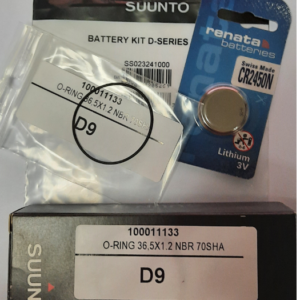 SUUNTO
BATTERY KIT D-SERIES
SS023241000
renata
batteries
Swiss Made
CR2450N
Lithium
3V
100011133
O-RING 36,5X1.2 NBR 70
D9
SUUNTO
100011133
O-RING 36,5X1.2 NBR 70SHA
D9